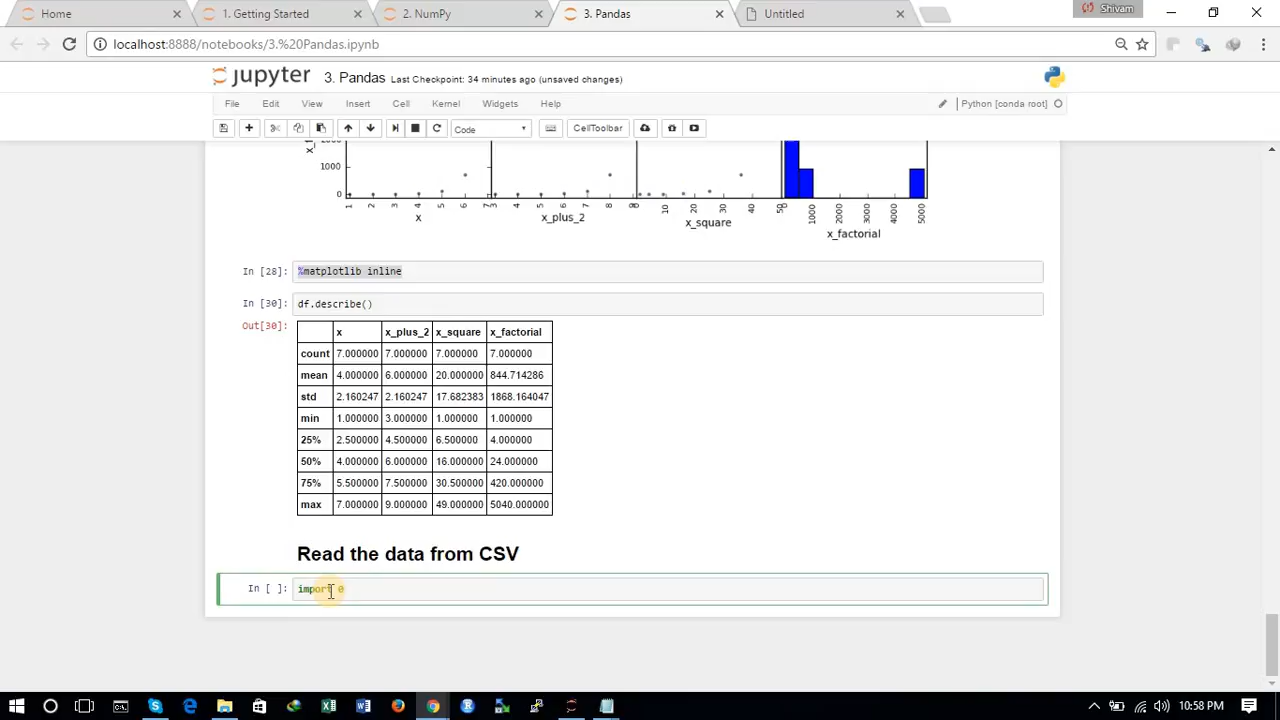 Home
1. Getting Started
2. NumPy
3. Pandas
Untitled
Shivam
localhost:8888/notebooks/3.%20Pandas.ipynb
jupyter 3. Pandas Last Checkpoint: 34 minutes ago (unsaved changes)
File Edit View Insert Cell Kernel Widgets Help
Python [conda root]
Code
CellToolbar
1000
0
1 2 3 4 5 6 7
3 4 5 6 7 8 9
0 10 20 30 40 50
0 1000 2000 3000 4000 5000
x
x_plus_2
x_square
x_factorial
In [28]: %matplotlib inline
In [30]: df.describe()
Out[30]:
x x_plus_2 x_square x_factorial
count 7.000000 7.000000 7.000000 7.000000
mean 4.000000 6.000000 20.000000 844.714286
std 2.160247 2.160247 17.682383 1868.164047
min 1.000000 3.000000 1.000000 1.000000
25% 2.500000 4.500000 6.500000 4.000000
50% 4.000000 6.000000 16.000000 24.000000
75% 5.500000 7.500000 30.500000 420.000000
max 7.000000 9.000000 49.000000 5040.000000
Read the data from CSV
In [ ]: import
10:58 PM